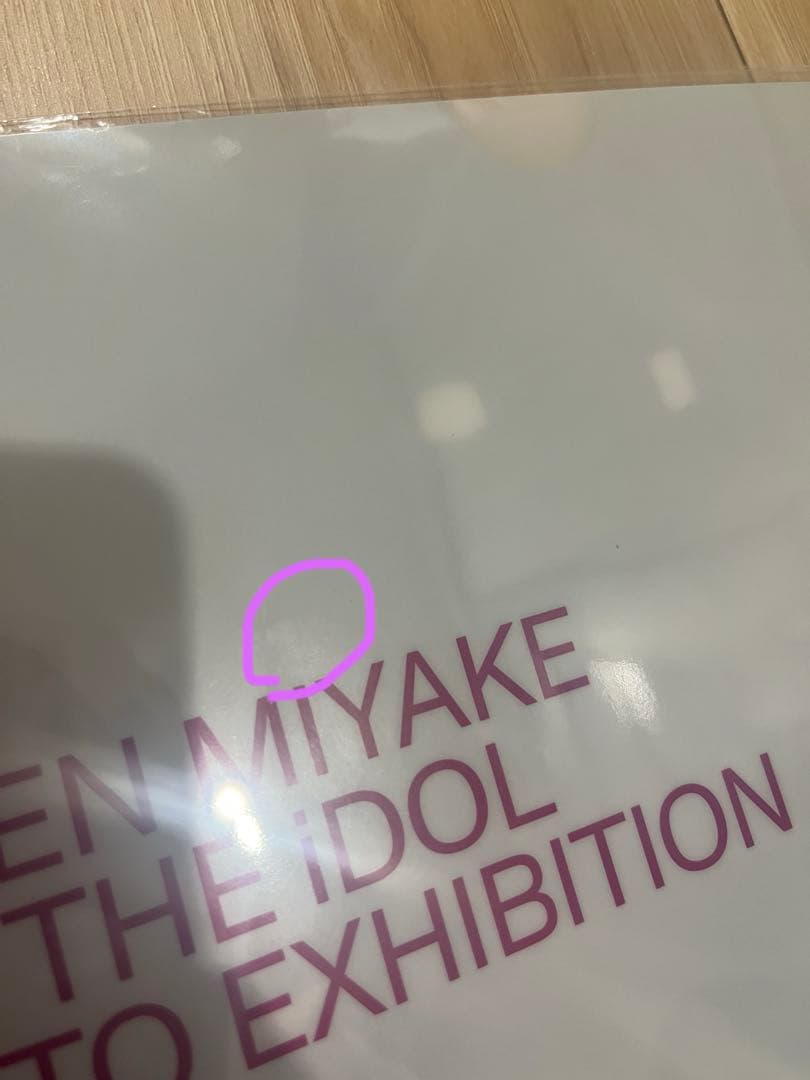 EN MIYAKE
THE iDOL
TO EXHIBITION